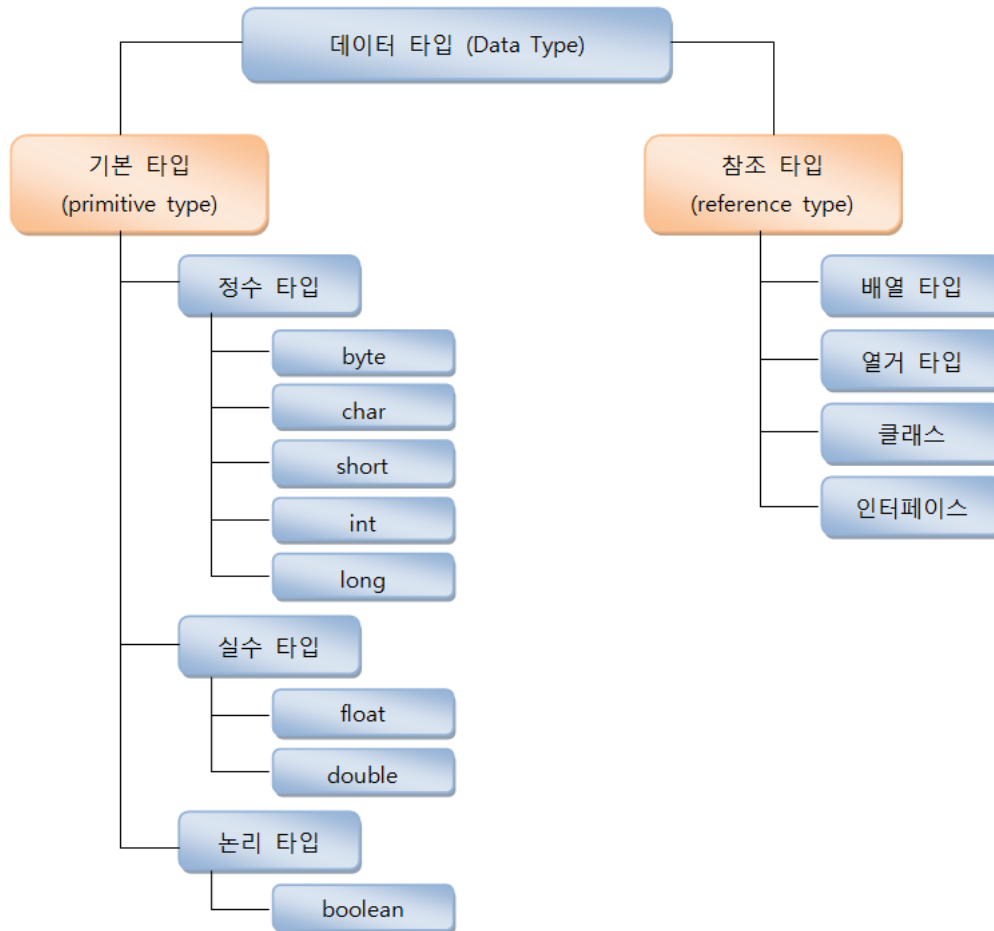 데이터 타입 (Data Type)
기본 타입
(primitive type)
정수 타입
byte
char
short
int
long
실수 타입
float
double
논리 타입
boolean
참조 타입
(reference type)
배열 타입
열거 타입
클래스
인터페이스